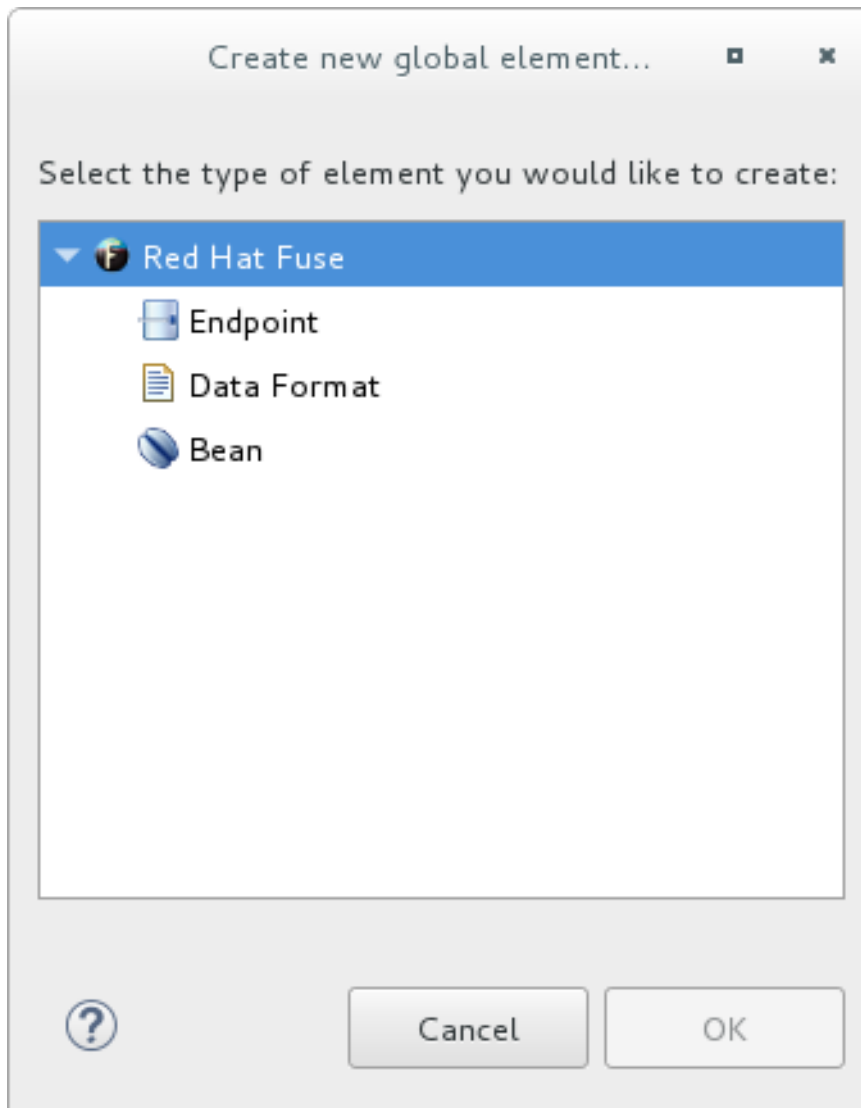 Create new global element...
Select the type of element you would like to create:
Red Hat Fuse
Endpoint
Data Format
Bean
Cancel
OK